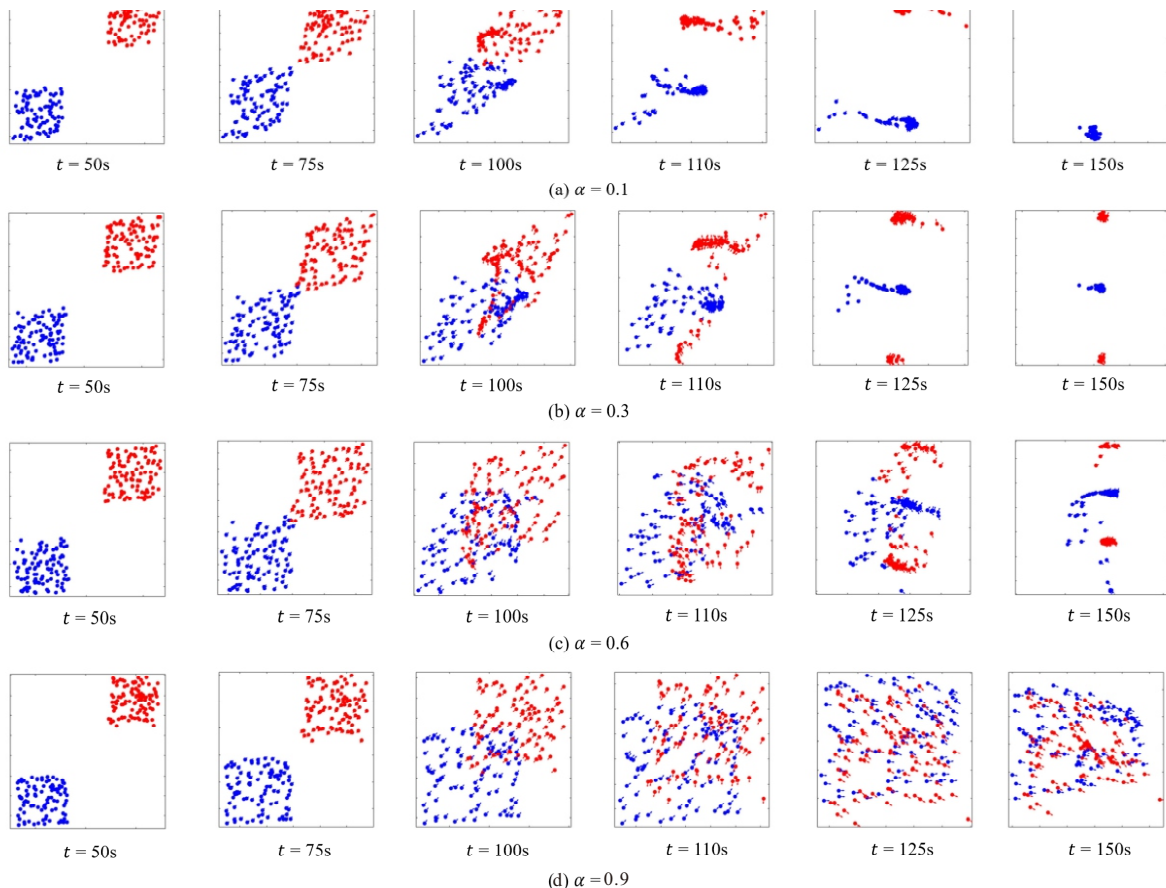 t = 50s t = 75s t = 100s t = 110s t = 125s t = 150s
(a) α = 0.1
t = 50s t = 75s t = 100s t = 110s t = 125s t = 150s
(b) α = 0.3
t = 50s t = 75s t = 100s t = 110s t = 125s t = 150s
(c) α = 0.6
t = 50s t = 75s t = 100s t = 110s t = 125s t = 150s
(d) α = 0.9